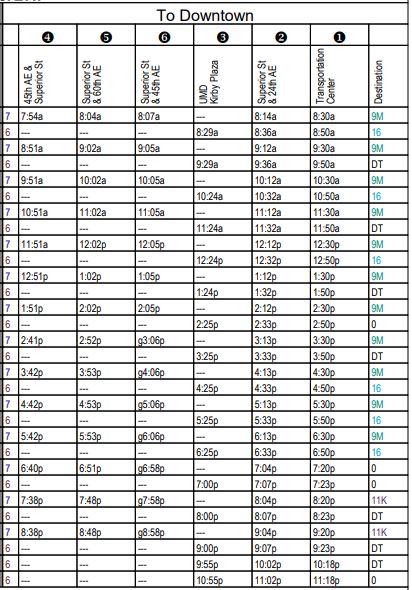 To Downtown
❹ ❺ ❻ ❸ ❷ ❶
45th AE & Superior St | Superior St & 60th AE | Superior St & 45th AE | UMD Kirby Plaza | Superior St & 24th AE | Transportation Center | Destination
7 7:54a 8:04a 8:07a --- 8:14a 8:30a 9M
6 --- --- --- 8:29a 8:36a 8:50a 16
7 8:51a 9:02a 9:05a --- 9:12a 9:30a 9M
6 --- --- --- 9:29a 9:36a 9:50a DT
7 9:51a 10:02a 10:05a --- 10:12a 10:30a 9M
6 --- --- --- 10:24a 10:32a 10:50a 16
7 10:51a 11:02a 11:05a --- 11:12a 11:30a 9M
6 --- --- --- 11:24a 11:32a 11:50a DT
7 11:51a 12:02p 12:05p --- 12:12p 12:30p 9M
6 --- --- --- 12:24p 12:32p 12:50p 16
7 12:51p 1:02p 1:05p --- 1:12p 1:30p 9M
6 --- --- --- 1:24p 1:32p 1:50p DT
7 1:51p 2:02p 2:05p --- 2:12p 2:30p 9M
6 --- --- --- 2:25p 2:33p 2:50p 0
7 2:41p 2:52p g3:06p --- 3:13p 3:30p 9M
6 --- --- --- 3:25p 3:33p 3:50p DT
7 3:42p 3:53p g4:06p --- 4:13p 4:30p 9M
6 --- --- --- 4:25p 4:33p 4:50p 16
7 4:42p 4:53p g5:06p --- 5:13p 5:30p 9M
6 --- --- --- 5:25p 5:33p 5:50p 16
7 5:42p 5:53p g6:06p --- 6:13p 6:30p 9M
6 --- --- --- 6:25p 6:33p 6:50p 16
7 6:40p 6:51p g6:58p --- 7:04p 7:20p 0
6 --- --- --- 7:00p 7:07p 7:23p 0
7 7:38p 7:48p g7:58p --- 8:04p 8:20p 11K
6 --- --- --- 8:00p 8:07p 8:23p DT
7 8:38p 8:48p g8:58p --- 9:04p 9:20p 11K
6 --- --- --- 9:00p 9:07p 9:23p DT
6 --- --- --- 9:55p 10:02p 10:18p DT
6 --- --- --- 10:55p 11:02p 11:18p 0